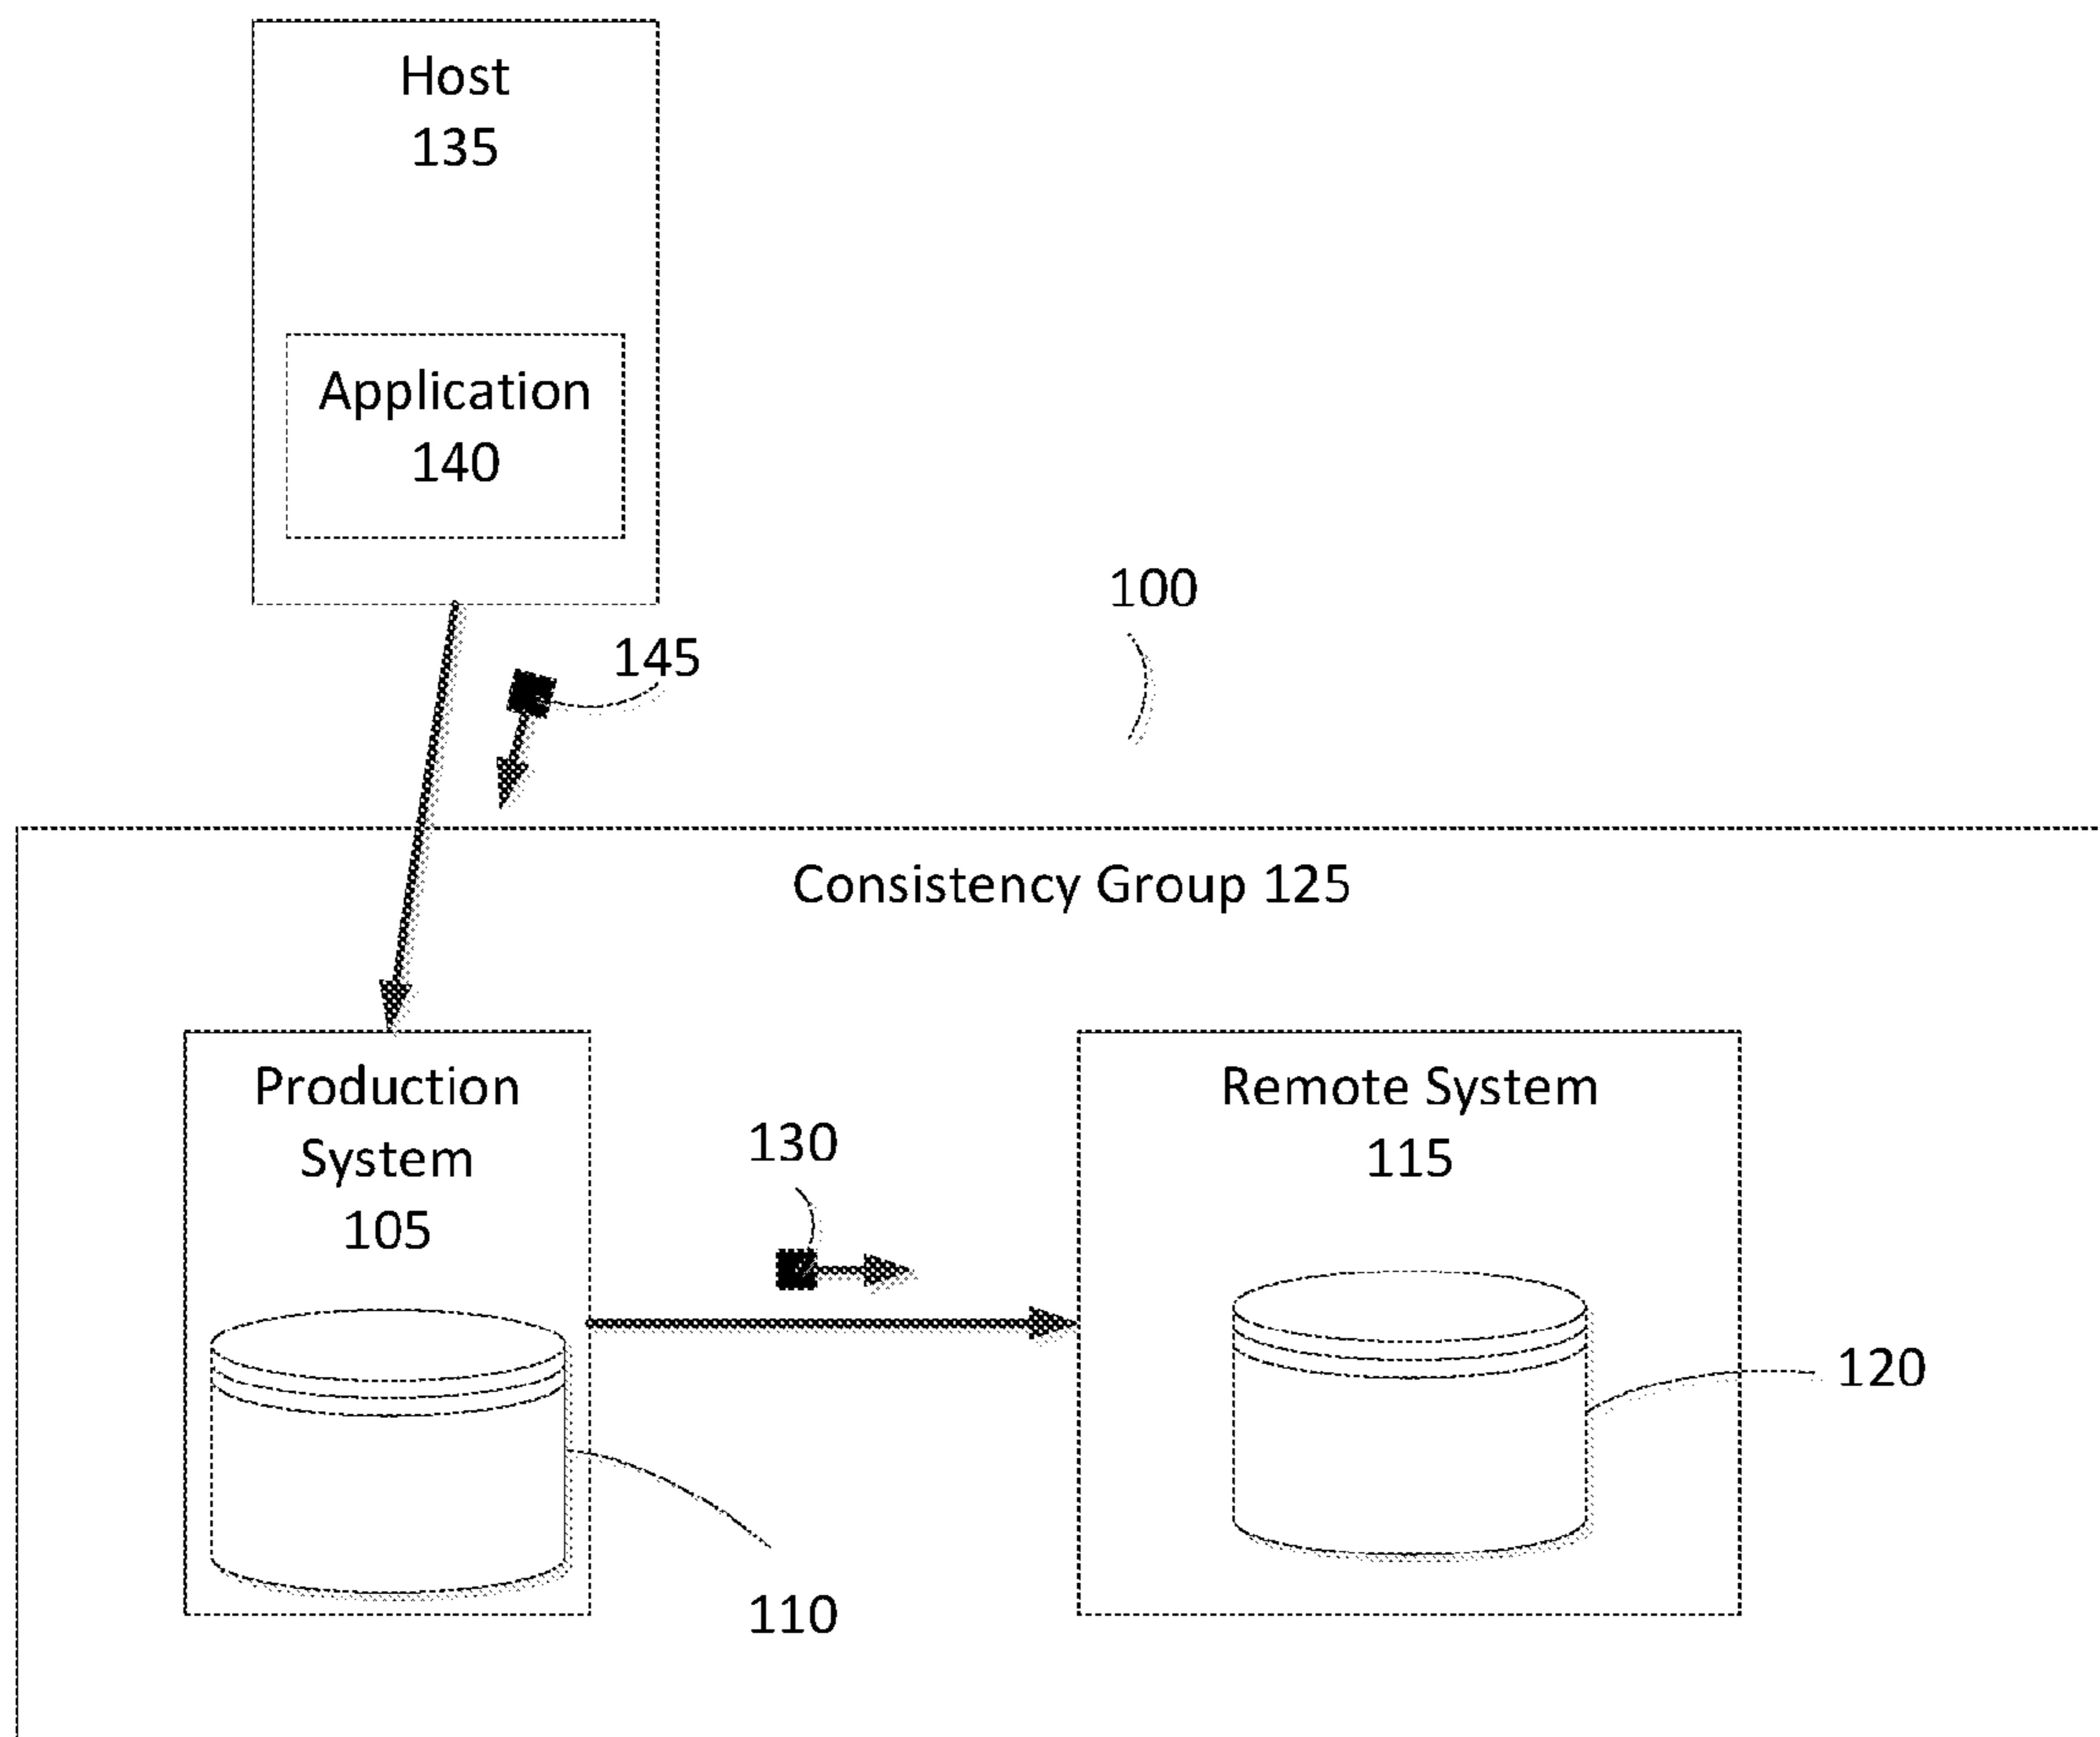 Host
135
Application
140
145
100
Consistency Group 125
Production
System
105
130
Remote System
115
120
110